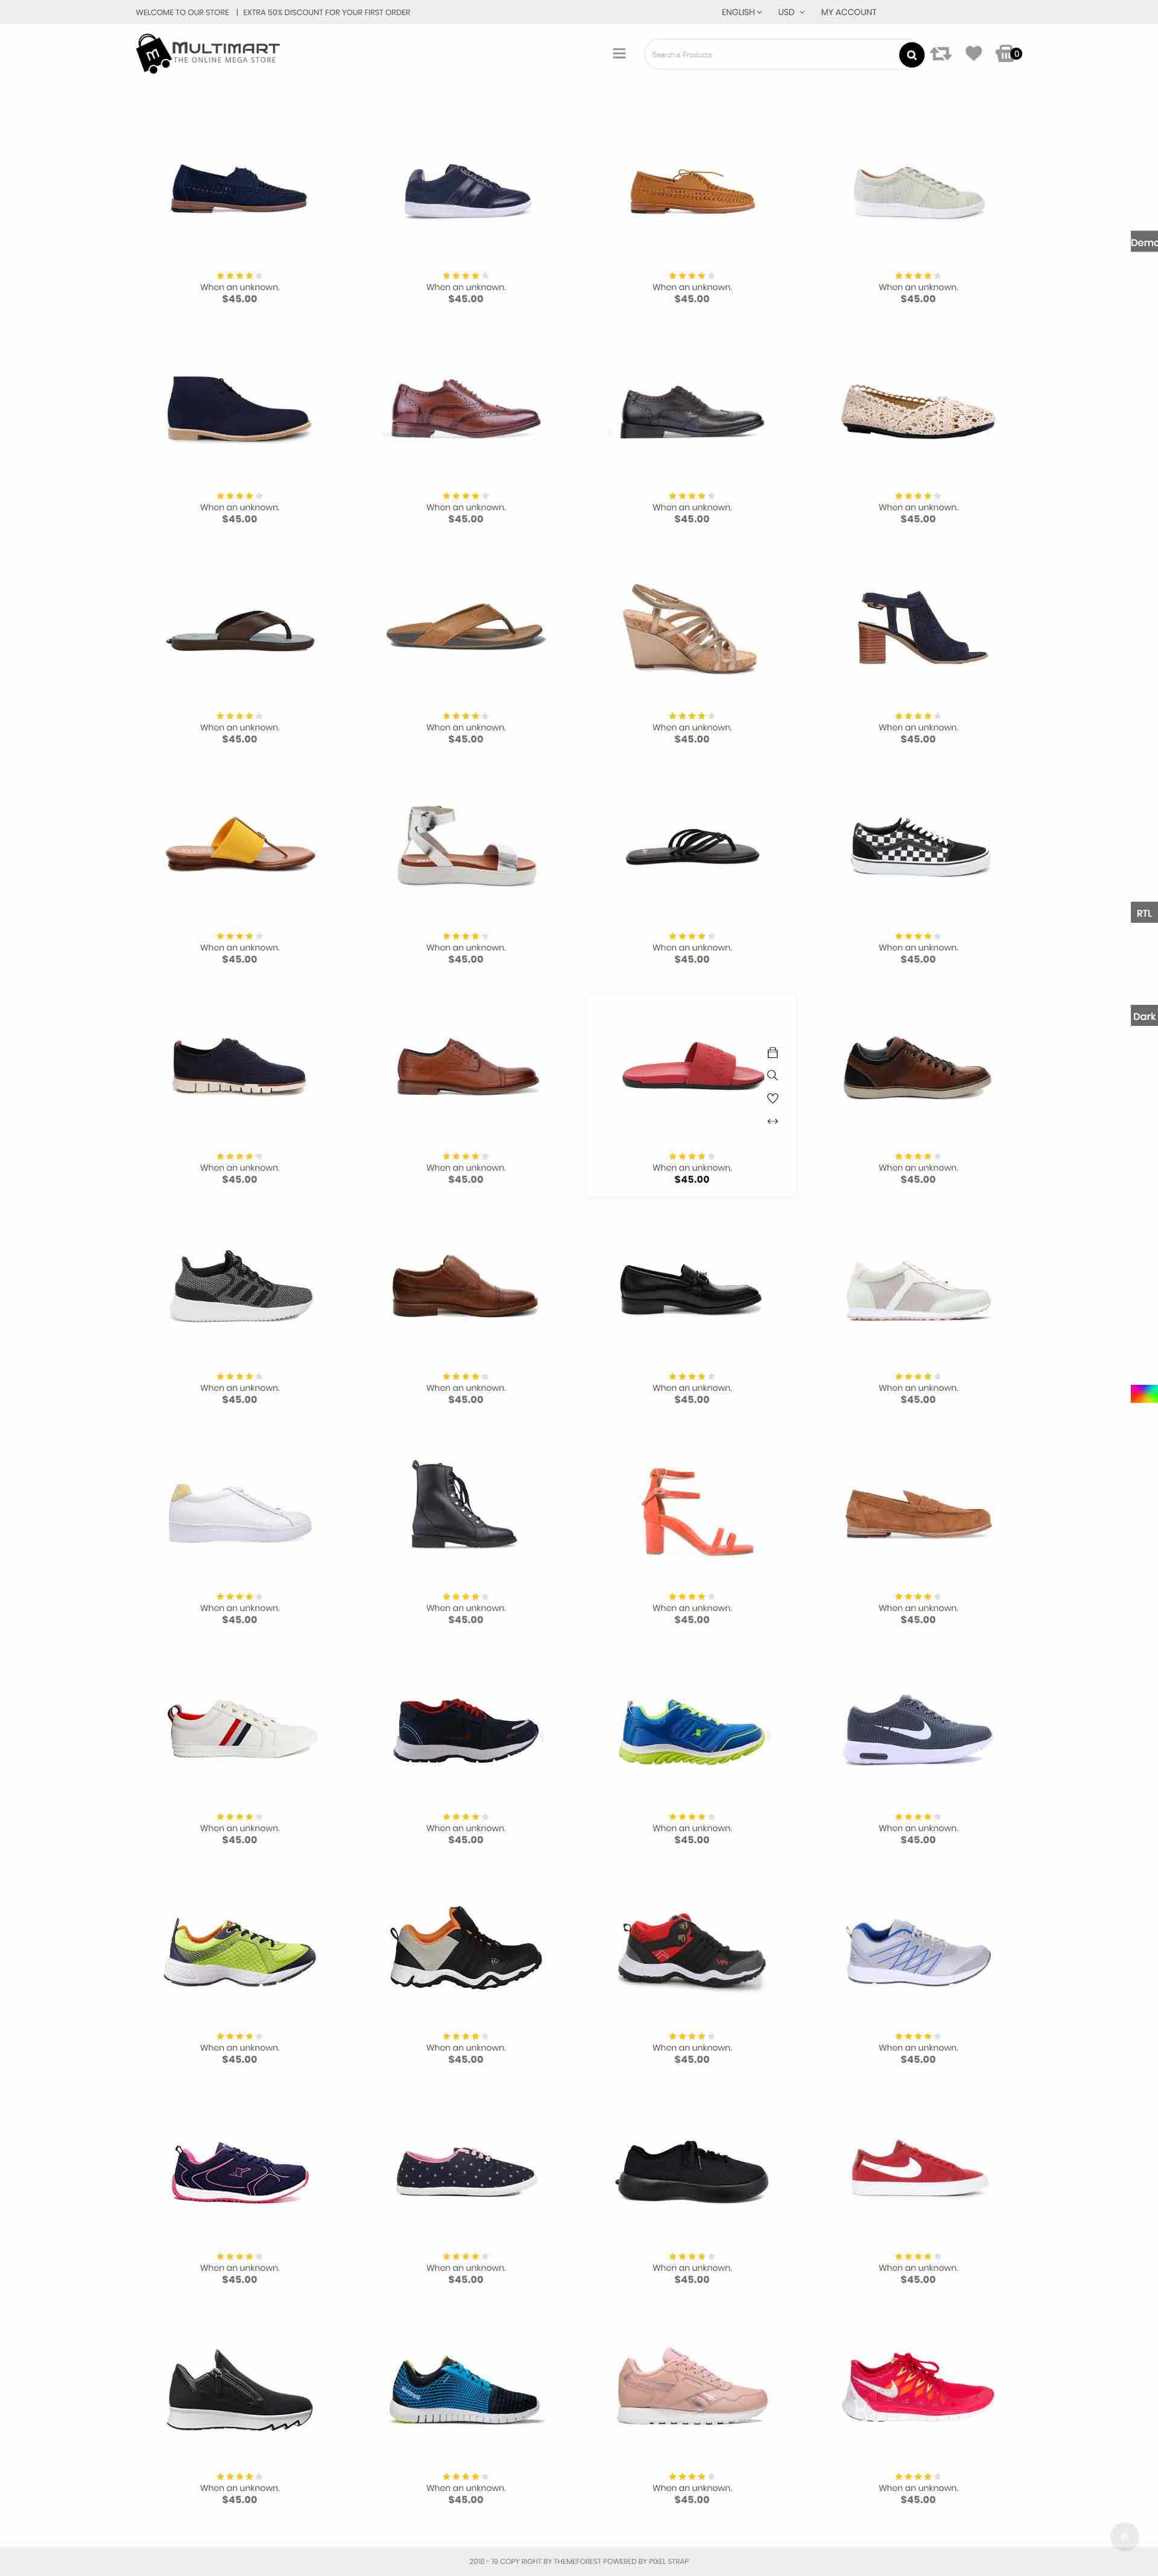 WELCOME TO OUR STORE | EXTRA 50% DISCOUNT FOR YOUR FIRST ORDER
ENGLISH USD MY ACCOUNT
MULTIMART
THE ONLINE MEGA STORE
Search a Products
0
When an unknown. When an unknown. When an unknown. When an unknown.
$45.00 $45.00 $45.00 $45.00
Demo
When an unknown. When an unknown. When an unknown. When an unknown.
$45.00 $45.00 $45.00 $45.00
When an unknown. When an unknown. When an unknown. When an unknown.
$45.00 $45.00 $45.00 $45.00
RTL
When an unknown. When an unknown. When an unknown. When an unknown.
$45.00 $45.00 $45.00 $45.00
Dark
When an unknown. When an unknown. When an unknown. When an unknown.
$45.00 $45.00 $45.00 $45.00
When an unknown. When an unknown. When an unknown. When an unknown.
$45.00 $45.00 $45.00 $45.00
When an unknown. When an unknown. When an unknown. When an unknown.
$45.00 $45.00 $45.00 $45.00
When an unknown. When an unknown. When an unknown. When an unknown.
$45.00 $45.00 $45.00 $45.00
When an unknown. When an unknown. When an unknown. When an unknown.
$45.00 $45.00 $45.00 $45.00
When an unknown. When an unknown. When an unknown. When an unknown.
$45.00 $45.00 $45.00 $45.00
When an unknown. When an unknown. When an unknown. When an unknown.
$45.00 $45.00 $45.00 $45.00
2018 - 19 COPY RIGHT BY THEMEFOREST POWERED BY PIXEL STRAP